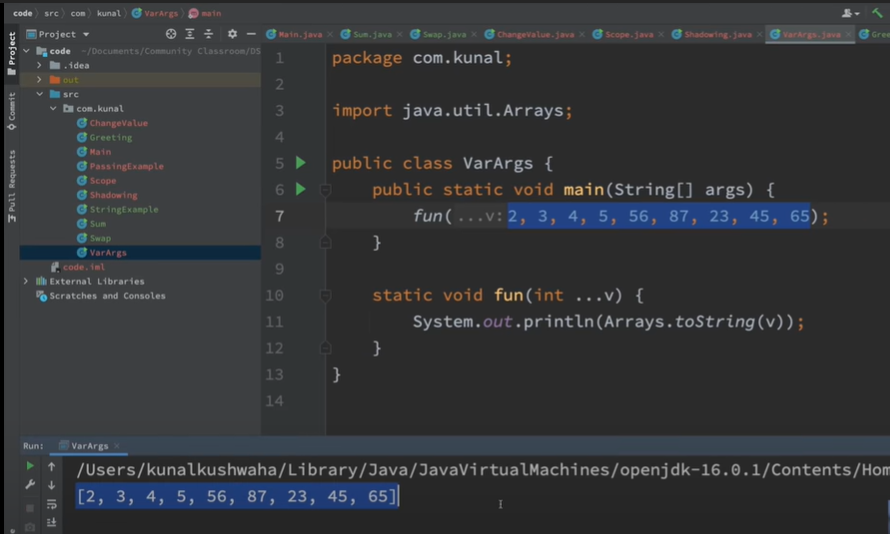 code
src
com
kunal
VarArgs
main
Project
Main.java
Sum.java
Swap.java
ChangeValue.java
Scope.java
Shadowing.java
VarArgs.java
Gree
Project
Commit
Pull Requests
code ~/Documents/Community Classroom/DS
.idea
out
src
com.kunal
ChangeValue
Greeting
Main
PassingExample
Scope
Shadowing
StringExample
Sum
Swap
VarArgs
code.iml
External Libraries
Scratches and Consoles
1 package com.kunal;
2
3 import java.util.Arrays;
4
5 public class VarArgs {
6 public static void main(String[] args) {
7 fun( ...v: 2, 3, 4, 5, 56, 87, 23, 45, 65);
8 }
9
10 static void fun(int ...v) {
11 System.out.println(Arrays.toString(v));
12 }
13 }
14
Run: VarArgs
/Users/kunalkushwaha/Library/Java/JavaVirtualMachines/openjdk-16.0.1/Contents/Hom
[2, 3, 4, 5, 56, 87, 23, 45, 65]